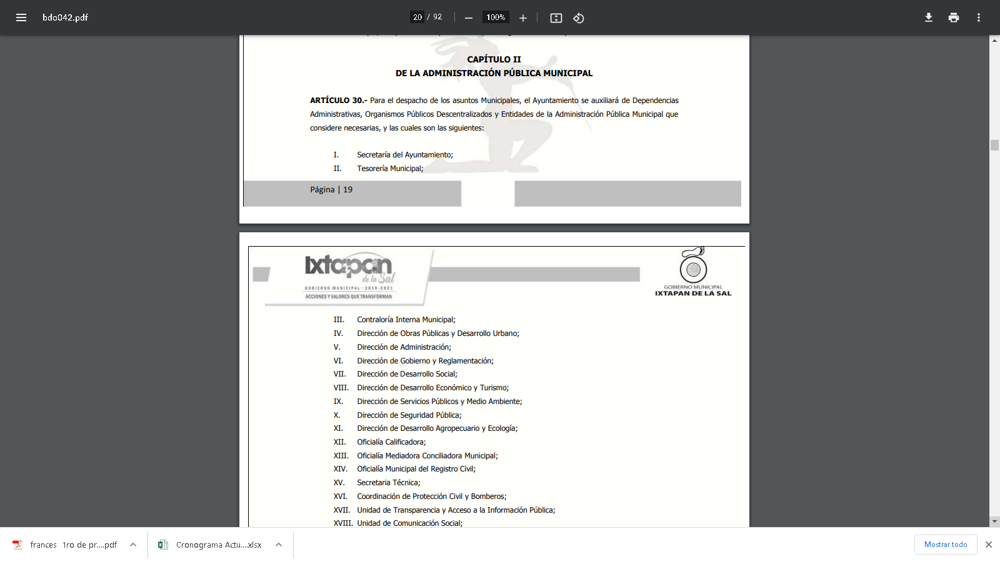 bdo042.pdf
20 / 92
100%
CAPÍTULO II
DE LA ADMINISTRACIÓN PÚBLICA MUNICIPAL
ARTÍCULO 30.- Para el despacho de los asuntos Municipales, el Ayuntamiento se auxiliará de Dependencias
Administrativas, Organismos Públicos Descentralizados y Entidades de la Administración Pública Municipal que
considere necesarias, y las cuales son las siguientes:
I. Secretaría del Ayuntamiento;
II. Tesorería Municipal;
Página | 19
Ixtapan
de la Sal
GOBIERNO MUNICIPAL - 2019-2021
ACCIONES Y VALORES QUE TRANSFORMAN
GOBIERNO MUNICIPAL
IXTAPAN DE LA SAL
III. Contraloría Interna Municipal;
IV. Dirección de Obras Públicas y Desarrollo Urbano;
V. Dirección de Administración;
VI. Dirección de Gobierno y Reglamentación;
VII. Dirección de Desarrollo Social;
VIII. Dirección de Desarrollo Económico y Turismo;
IX. Dirección de Servicios Públicos y Medio Ambiente;
X. Dirección de Seguridad Pública;
XI. Dirección de Desarrollo Agropecuario y Ecología;
XII. Oficialía Calificadora;
XIII. Oficialía Mediadora Conciliadora Municipal;
XIV. Oficialía Municipal del Registro Civil;
XV. Secretaria Técnica;
XVI. Coordinación de Protección Civil y Bomberos;
XVII. Unidad de Transparencia y Acceso a la Información Pública;
XVIII. Unidad de Comunicación Social;
frances 1ro de pr....pdf
Cronograma Actu....xlsx
Mostrar todo